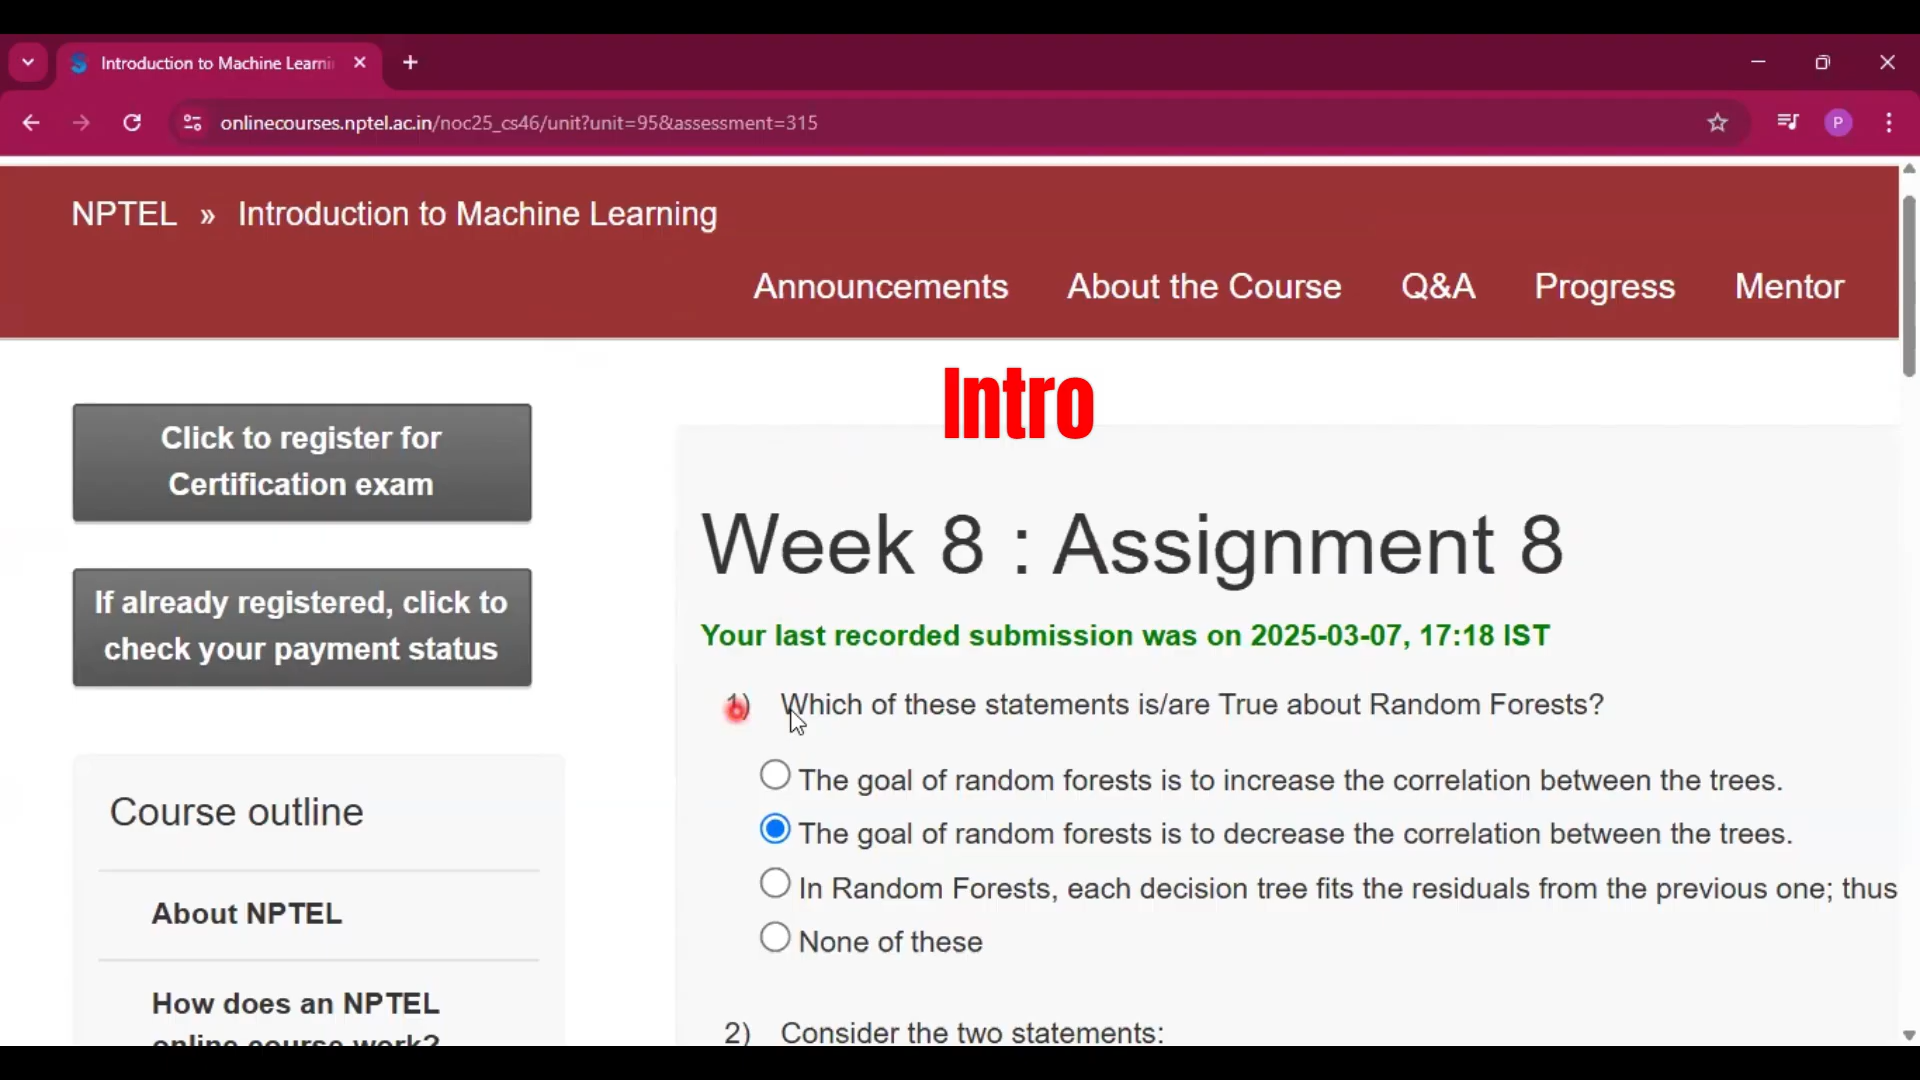 Introduction to Machine Learni
onlinecourses.nptel.ac.in/noc25_cs46/unit?unit=95&assessment=315
P
NPTEL » Introduction to Machine Learning
Announcements About the Course Q&A Progress Mentor
Intro
Click to register for
Certification exam
If already registered, click to
check your payment status
Course outline
About NPTEL
How does an NPTEL
online course work?
Week 8 : Assignment 8
Your last recorded submission was on 2025-03-07, 17:18 IST
1) Which of these statements is/are True about Random Forests?
The goal of random forests is to increase the correlation between the trees.
The goal of random forests is to decrease the correlation between the trees.
In Random Forests, each decision tree fits the residuals from the previous one; thus
None of these
2) Consider the two statements: